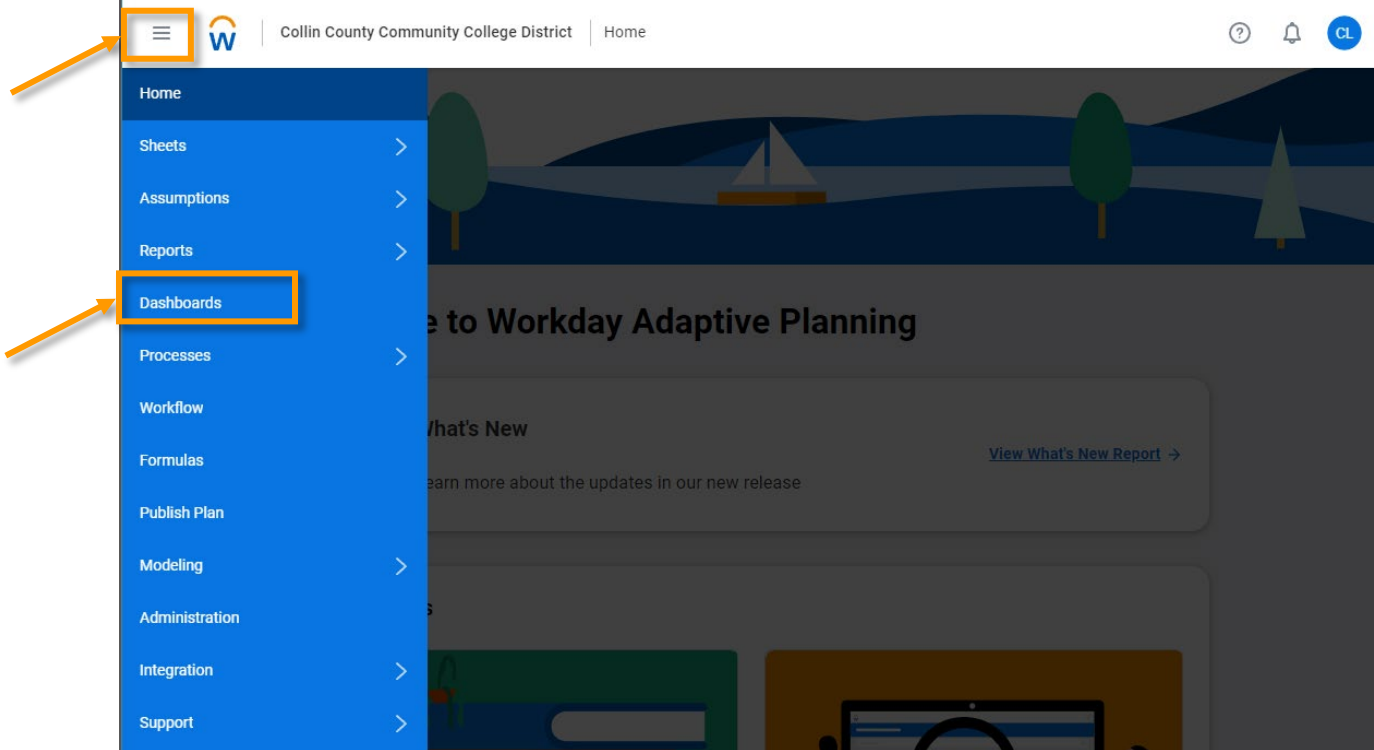 Collin County Community College District
Home
CL
Home
Sheets
Assumptions
Reports
Dashboards
to Workday Adaptive Planning
Processes
Workflow
What's New
View What's New Report →
Formulas
earn more about the updates in our new release
Publish Plan
Modeling
Administration
Integration
Support